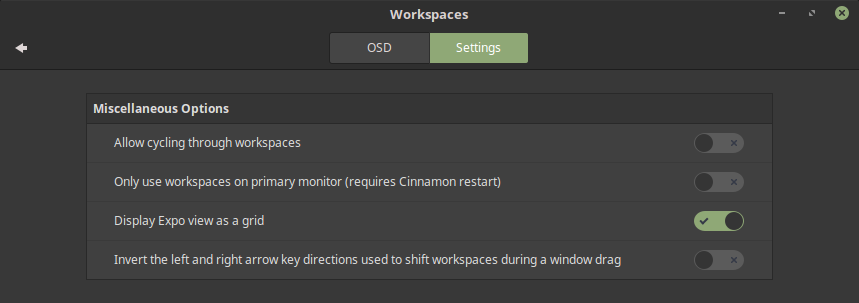 Workspaces
OSD
Settings
Miscellaneous Options
Allow cycling through workspaces
Only use workspaces on primary monitor (requires Cinnamon restart)
Display Expo view as a grid
Invert the left and right arrow key directions used to shift workspaces during a window drag